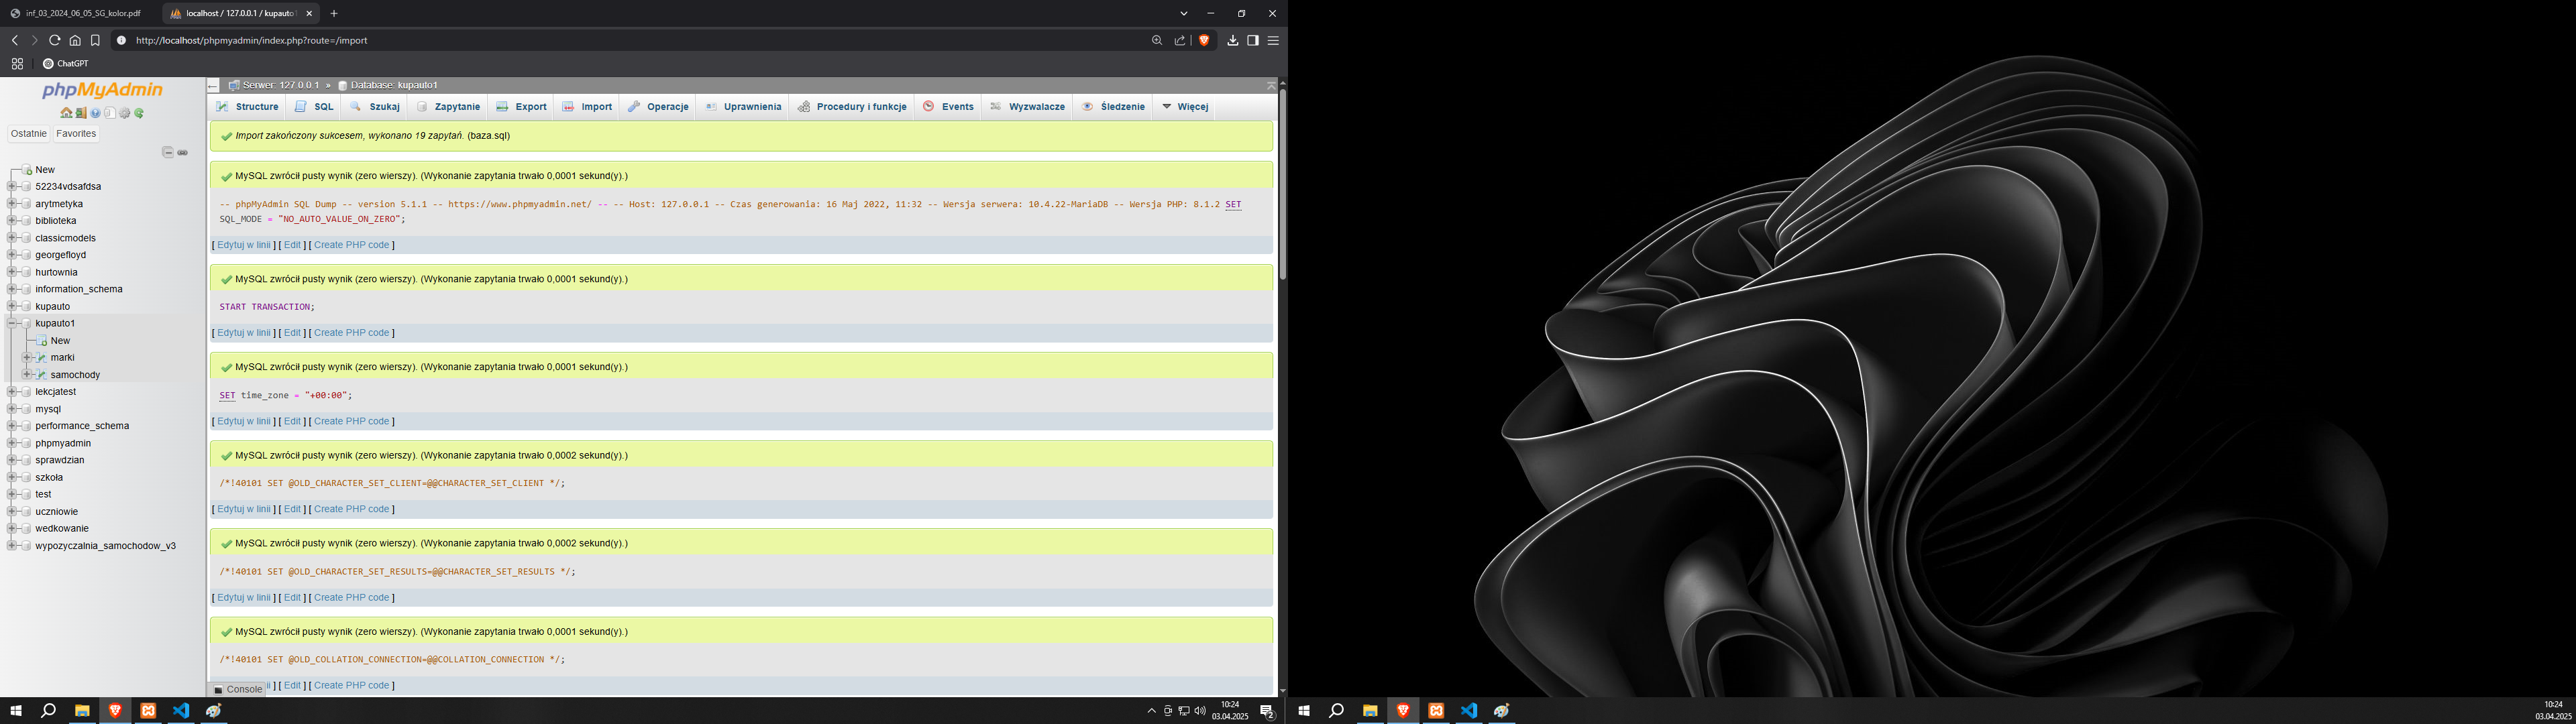 inf_03_2024_06_05_SG_kolor.pdf
localhost / 127.0.0.1 / kupauto1
http://localhost/phpmyadmin/index.php?route=/import
ChatGPT
phpMyAdmin
Ostatnie
Favorites
New
52234vdsafdsa
arytmetyka
biblioteka
classicmodels
georgefloyd
hurtownia
information_schema
kupauto
kupauto1
New
marki
samochody
lekcjatest
mysql
performance_schema
phpmyadmin
sprawdzian
szkoła
test
uczniowie
wedkowanie
wypozyczalnia_samochodow_v3
← Serwer: 127.0.0.1 » Database: kupauto1
Structure SQL Szukaj Zapytanie Export Import Operacje Uprawnienia Procedury i funkcje Events Wyzwalacze Śledzenie Więcej
Import zakończony sukcesem, wykonano 19 zapytań. (baza.sql)
MySQL zwrócił pusty wynik (zero wierszy). (Wykonanie zapytania trwało 0,0001 sekund(y).)
-- phpMyAdmin SQL Dump -- version 5.1.1 -- https://www.phpmyadmin.net/ -- -- Host: 127.0.0.1 -- Czas generowania: 16 Maj 2022, 11:32 -- Wersja serwera: 10.4.22-MariaDB -- Wersja PHP: 8.1.2 SET
SQL_MODE = "NO_AUTO_VALUE_ON_ZERO";
[ Edytuj w linii ] [ Edit ] [ Create PHP code ]
MySQL zwrócił pusty wynik (zero wierszy). (Wykonanie zapytania trwało 0,0001 sekund(y).)
START TRANSACTION;
[ Edytuj w linii ] [ Edit ] [ Create PHP code ]
MySQL zwrócił pusty wynik (zero wierszy). (Wykonanie zapytania trwało 0,0001 sekund(y).)
SET time_zone = "+00:00";
[ Edytuj w linii ] [ Edit ] [ Create PHP code ]
MySQL zwrócił pusty wynik (zero wierszy). (Wykonanie zapytania trwało 0,0002 sekund(y).)
/*!40101 SET @OLD_CHARACTER_SET_CLIENT=@@CHARACTER_SET_CLIENT */;
[ Edytuj w linii ] [ Edit ] [ Create PHP code ]
MySQL zwrócił pusty wynik (zero wierszy). (Wykonanie zapytania trwało 0,0002 sekund(y).)
/*!40101 SET @OLD_CHARACTER_SET_RESULTS=@@CHARACTER_SET_RESULTS */;
[ Edytuj w linii ] [ Edit ] [ Create PHP code ]
MySQL zwrócił pusty wynik (zero wierszy). (Wykonanie zapytania trwało 0,0001 sekund(y).)
/*!40101 SET @OLD_COLLATION_CONNECTION=@@COLLATION_CONNECTION */;
Console ii ] [ Edit ] [ Create PHP code ]
10:24
03.04.2025
2
10:24
03.04.2025